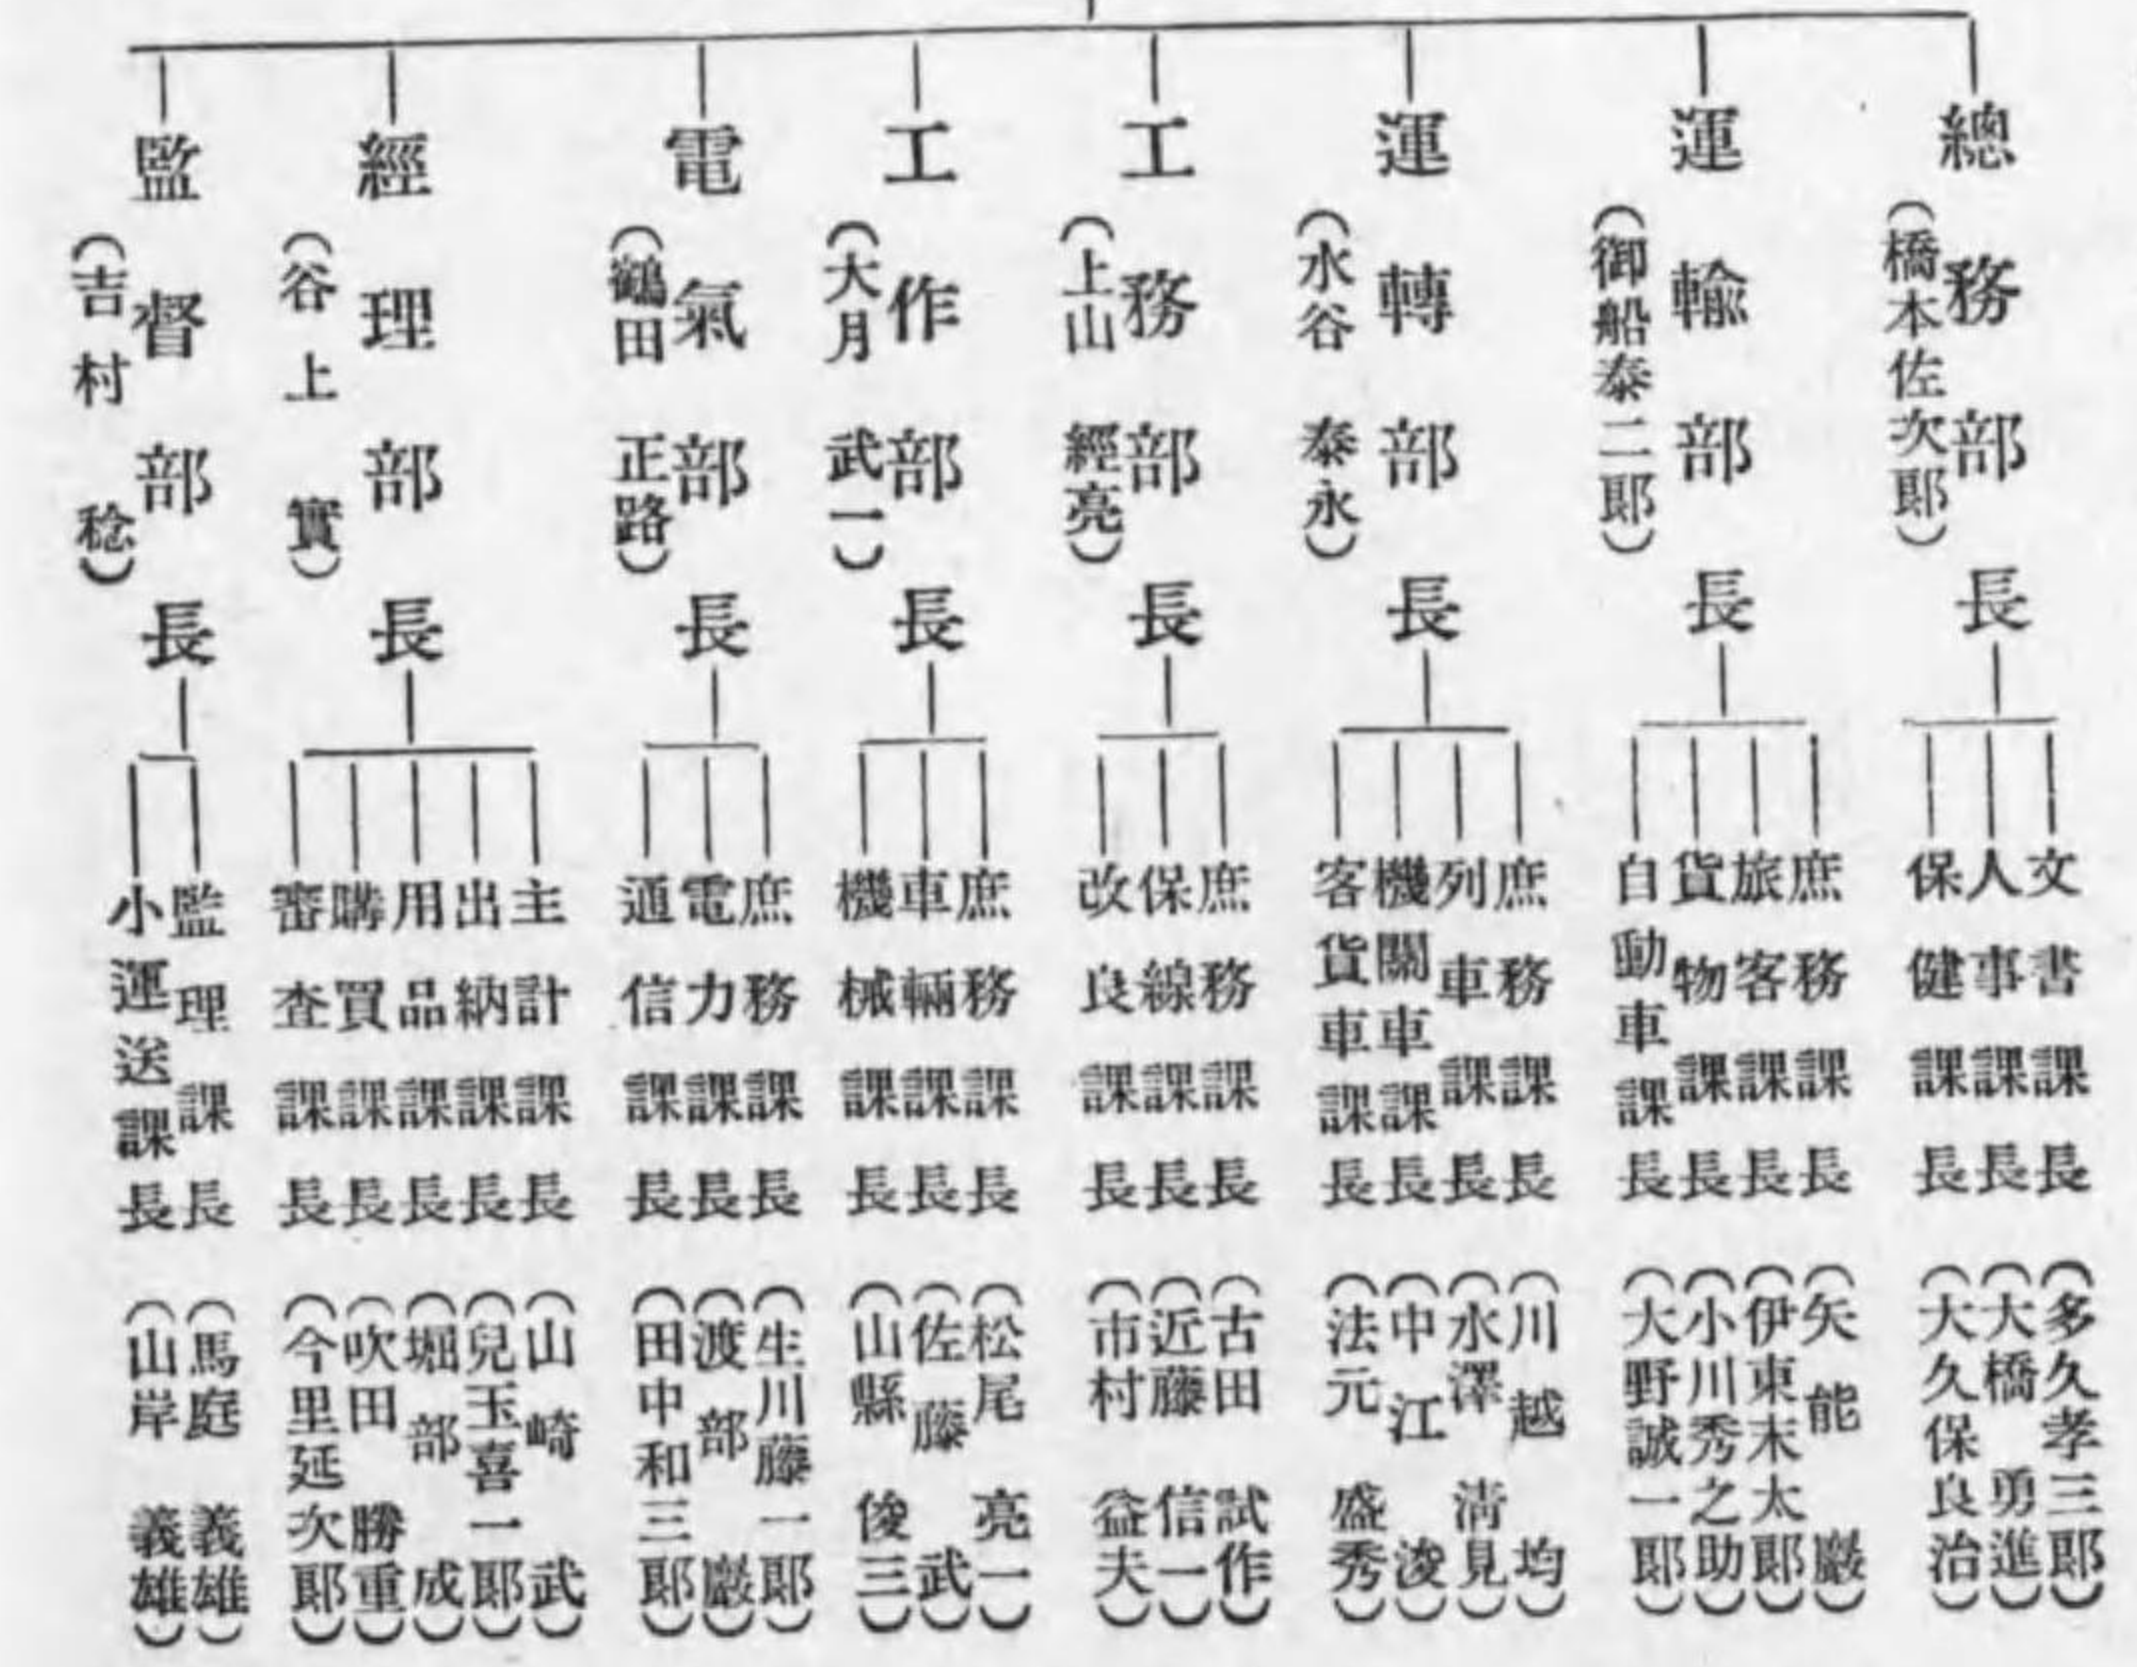 總務部長
(橋本佐次郎)
文書課長(多久孝三郎)
人事課長(大橋勇進)
保健課長(大久保良治)
運輸部長
(御船泰二郎)
庶務課長(矢能巖)
旅客課長(伊東末太郎)
貨物課長(小川秀之助)
自動車課長(大野誠一郎)
運轉部長
(水谷泰永)
庶務課長(川越均)
列車課長(水澤淸見)
機關車課長(中江浚)
客貨車課長(法元盛秀)
工務部長
(上山經亮)
庶務課長(古田試作)
保線課長(近藤信一)
改良課長(市村益夫)
工作部長
(大月武一)
庶務課長(松尾亮一)
車輛課長(佐藤武)
機械課長(山縣俊三)
電氣部長
(鶴田正路)
庶務課長(生川藤一郎)
電力課長(渡部巖)
通信課長(田中和三郎)
經理部長
(谷上實)
主計課長(山崎武)
出納課長(兒玉喜一郎)
用品課長(堀部成)
購買課長(吹田勝重)
審査課長(今里延次郎)
監督部長
(吉村稔)
監理課長(馬庭義雄)
小運送課長(山岸義雄)